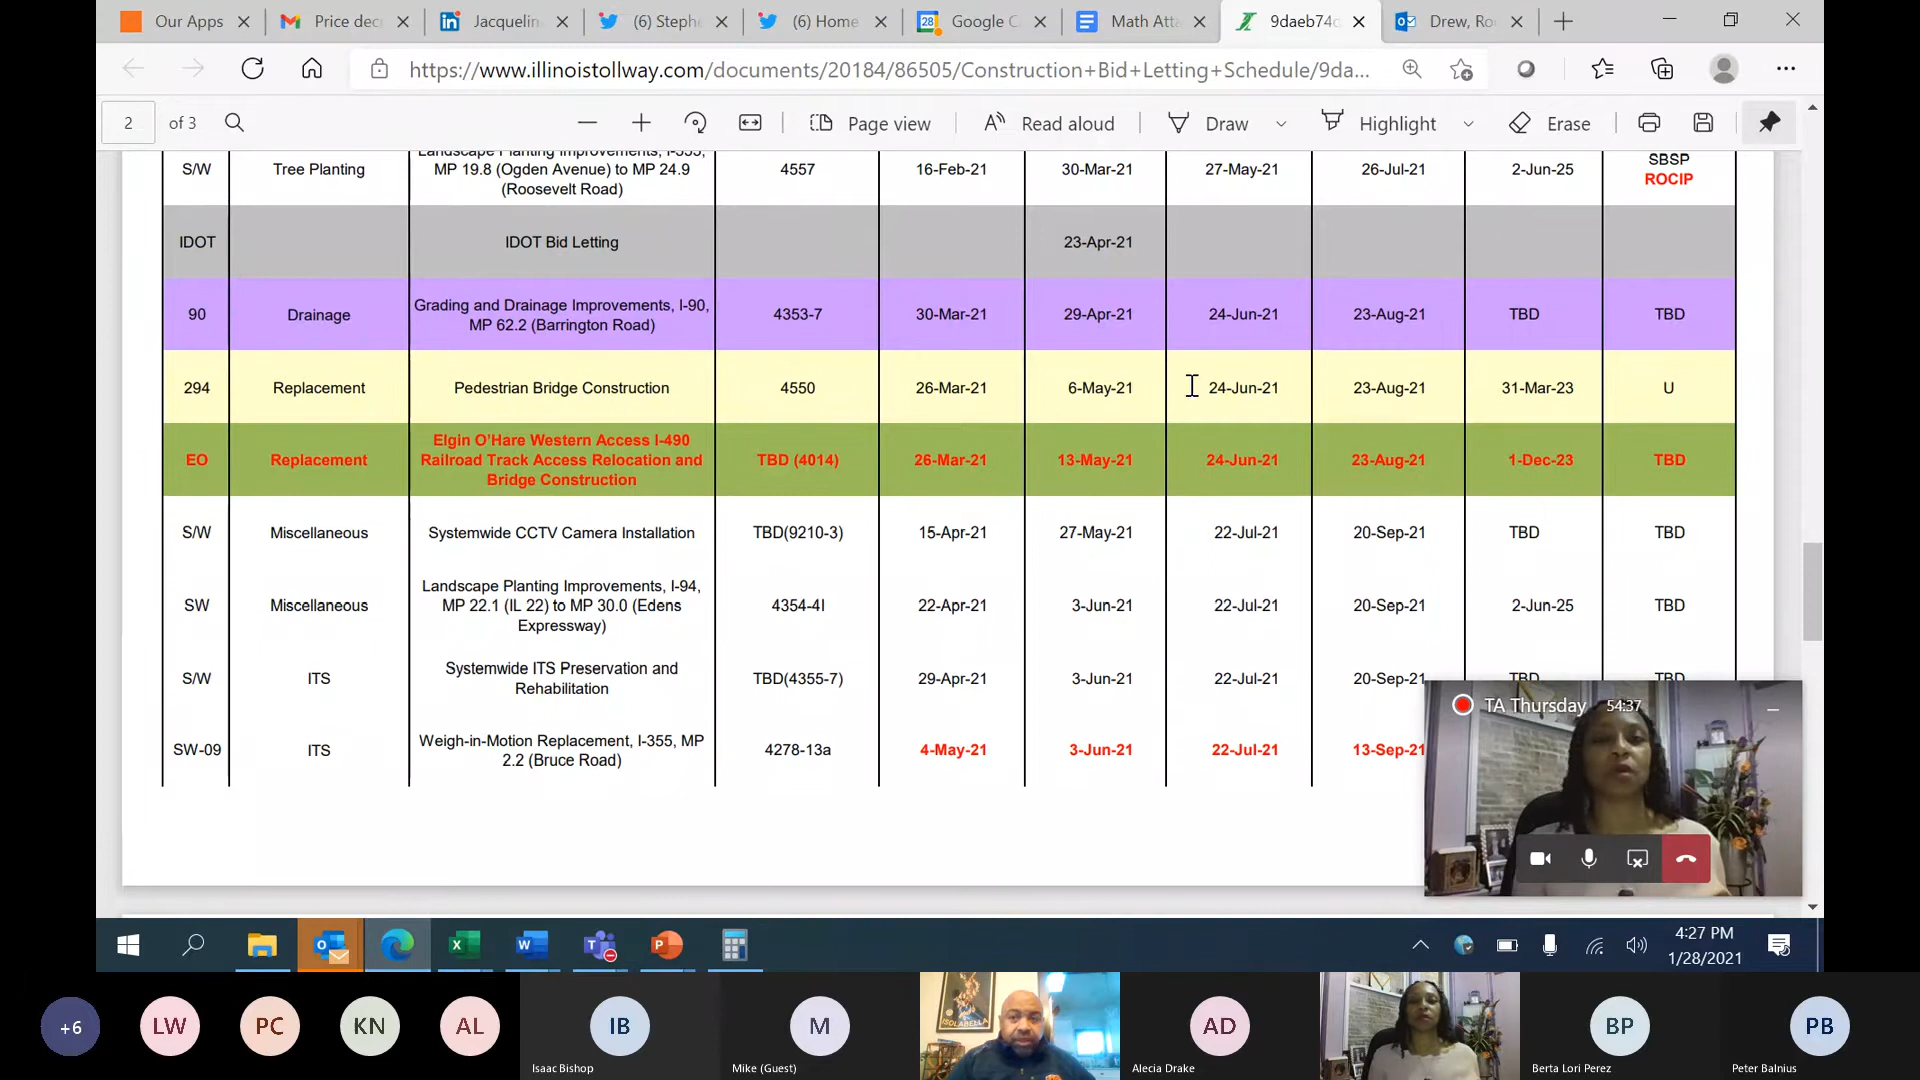 Our Apps
Price dec
Jacquelin
(6) Steph
(6) Home
28
Google C
Math Atta
9daeb74c
Drew, Ro
https://www.illinoistollway.com/documents/20184/86505/Construction+Bid+Letting+Schedule/9da...
2 of 3
Page view
Read aloud
Draw
Highlight
Erase
S/W Tree Planting Landscape Planting Improvements, I-355, MP 19.8 (Ogden Avenue) to MP 24.9 (Roosevelt Road) 4557 16-Feb-21 30-Mar-21 27-May-21 26-Jul-21 2-Jun-25 SBSP ROCIP
IDOT IDOT Bid Letting 23-Apr-21
90 Drainage Grading and Drainage Improvements, I-90, MP 62.2 (Barrington Road) 4353-7 30-Mar-21 29-Apr-21 24-Jun-21 23-Aug-21 TBD TBD
294 Replacement Pedestrian Bridge Construction 4550 26-Mar-21 6-May-21 24-Jun-21 23-Aug-21 31-Mar-23 U
EO Replacement Elgin O'Hare Western Access I-490 Railroad Track Access Relocation and Bridge Construction TBD (4014) 26-Mar-21 13-May-21 24-Jun-21 23-Aug-21 1-Dec-23 TBD
S/W Miscellaneous Systemwide CCTV Camera Installation TBD(9210-3) 15-Apr-21 27-May-21 22-Jul-21 20-Sep-21 TBD TBD
SW Miscellaneous Landscape Planting Improvements, I-94, MP 22.1 (IL 22) to MP 30.0 (Edens Expressway) 4354-4I 22-Apr-21 3-Jun-21 22-Jul-21 20-Sep-21 2-Jun-25 TBD
S/W ITS Systemwide ITS Preservation and Rehabilitation TBD(4355-7) 29-Apr-21 3-Jun-21 22-Jul-21 20-Sep-21 TBD TBD
SW-09 ITS Weigh-in-Motion Replacement, I-355, MP 2.2 (Bruce Road) 4278-13a 4-May-21 3-Jun-21 22-Jul-21 13-Sep-21
TA Thursday 54:37
4:27 PM
1/28/2021
+6
LW
PC
KN
AL
IB
Isaac Bishop
M
Mike (Guest)
ISOLABELLA
AD
Alecia Drake
BP
Berta Lori Perez
PB
Peter Balnius